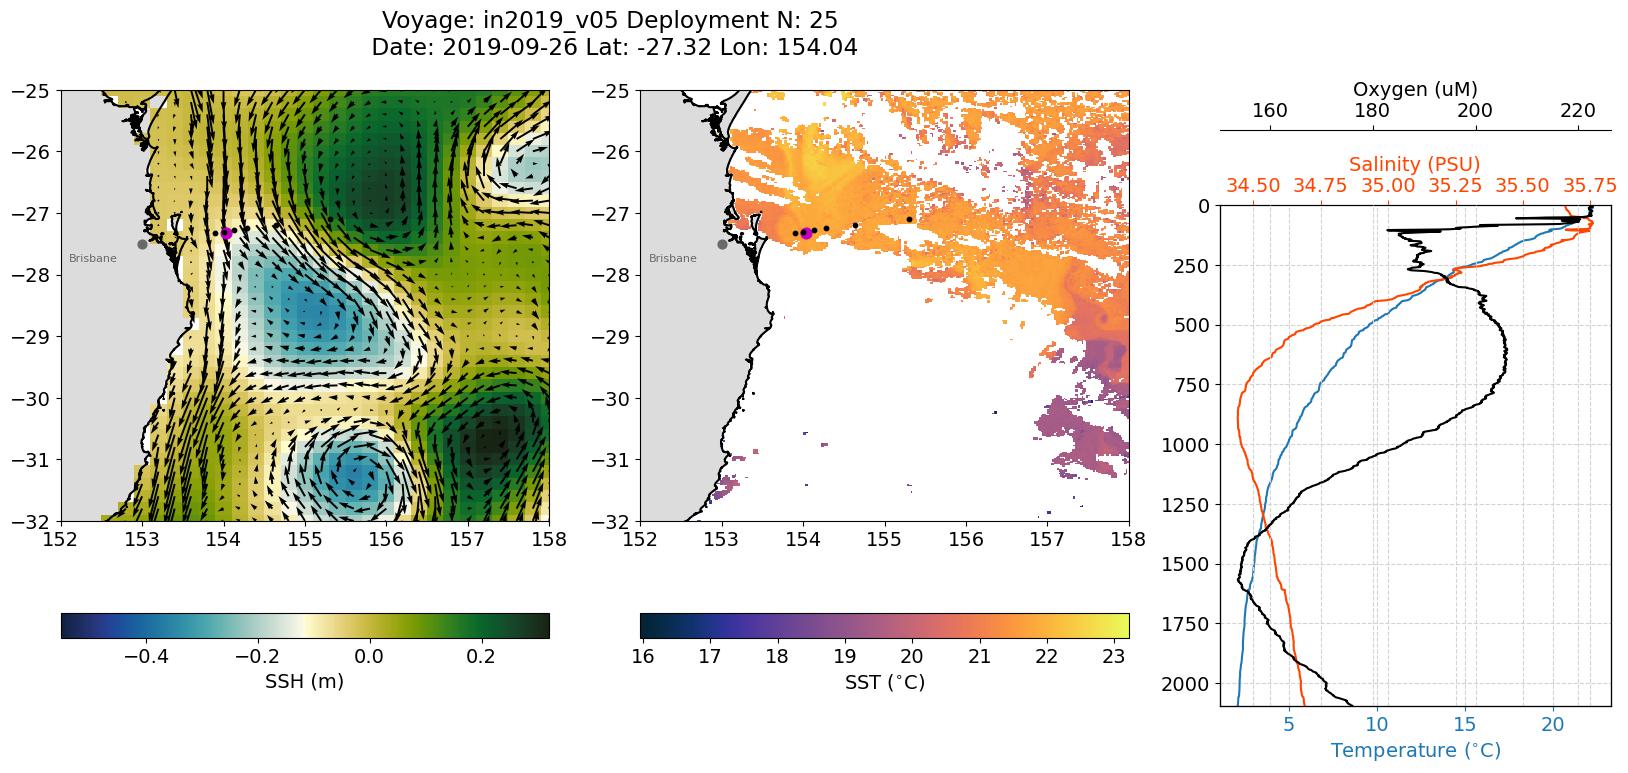 Voyage: in2019_v05 Deployment N: 25
Date: 2019-09-26 Lat: -27.32 Lon: 154.04
−25
−26
−27
−28
−29
−30
−31
−32
152 153 154 155 156 157 158
Brisbane
−0.4 −0.2 0.0 0.2
SSH (m)
−25
−26
−27
−28
−29
−30
−31
−32
152 153 154 155 156 157 158
Brisbane
16 17 18 19 20 21 22 23
SST (°C)
Oxygen (uM)
160 180 200 220
Salinity (PSU)
34.50 34.75 35.00 35.25 35.50 35.75
0
250
500
750
1000
1250
1500
1750
2000
5 10 15 20
Temperature (°C)